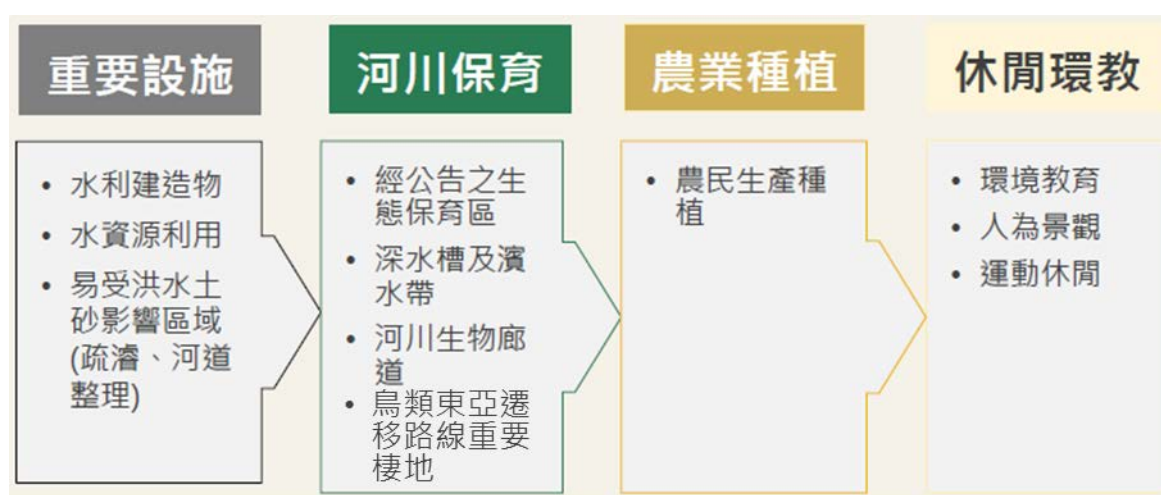 重要設施
• 水利建造物
• 水資源利用
• 易受洪水土
砂影響區域
(疏濬、河道
整理)
河川保育
• 經公告之生
態保育區
• 深水槽及濱
水帶
• 河川生物廊
道
• 鳥類東亞遷
移路線重要
棲地
農業種植
• 農民生產種
植
休閒環教
• 環境教育
• 人為景觀
• 運動休閒